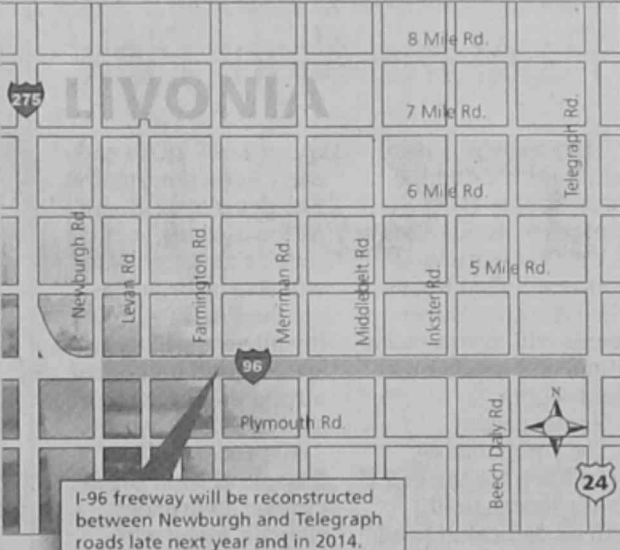 8 Mile Rd.
275
LIVONIA
7 Mile Rd.
Telegraph Rd.
6 Mile Rd.
Newburgh Rd.
Levan Rd.
Farmington Rd.
Merriman Rd.
Middlebelt Rd.
Inkster Rd.
5 Mile Rd.
96
Plymouth Rd.
Beech Daly Rd.
N
24
I-96 freeway will be reconstructed
between Newburgh and Telegraph
roads late next year and in 2014.